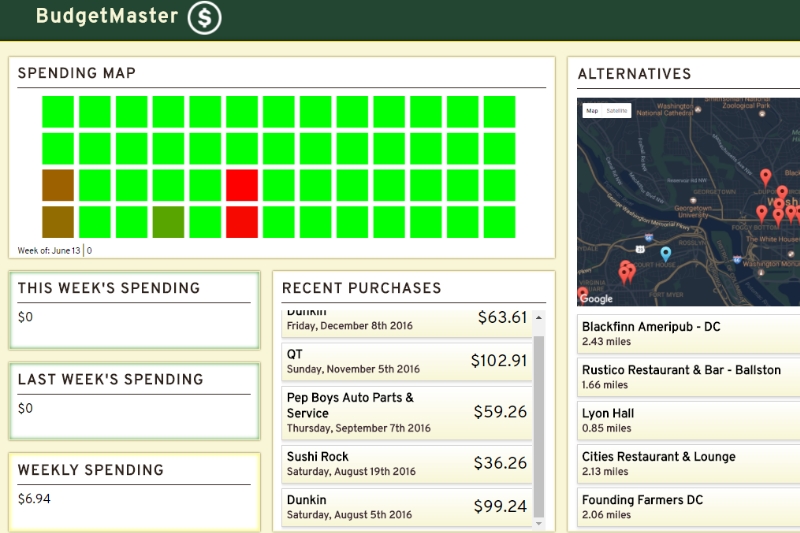 BudgetMaster $
SPENDING MAP
Week of: June 13 | 0
THIS WEEK'S SPENDING
$0
LAST WEEK'S SPENDING
$0
WEEKLY SPENDING
$6.94
RECENT PURCHASES
Dunkin
Friday, December 8th 2016
$63.61
QT
Sunday, November 5th 2016
$102.91
Pep Boys Auto Parts &
Service
Thursday, September 7th 2016
$59.26
Sushi Rock
Saturday, August 19th 2016
$36.26
Dunkin
Saturday, August 5th 2016
$99.24
ALTERNATIVES
Map
Satellite
Washington
National Cathedral
Zoological Park
GEORGETOWN
Georgetown
University
FOGGY BOTTOM
ROSSLYN
The White House
COURT HOUSE
FORT MYER
Google
Blackfinn Ameripub - DC
2.43 miles
Rustico Restaurant & Bar - Ballston
1.66 miles
Lyon Hall
0.85 miles
Cities Restaurant & Lounge
2.13 miles
Founding Farmers DC
2.06 miles